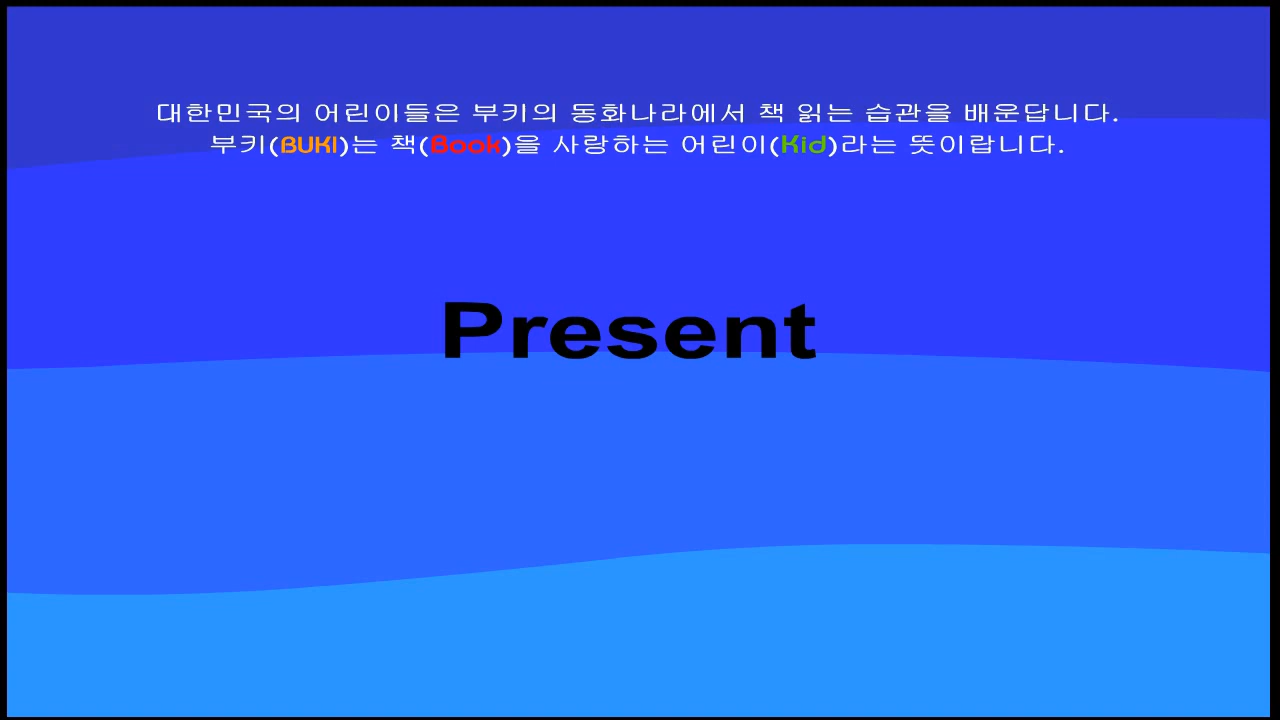 대한민국의 어린이들은 부키의 동화나라에서 책 읽는 습관을 배운답니다.
부키(BUKI)는 책(Book)을 사랑하는 어린이(Kid)라는 뜻이랍니다.
Present